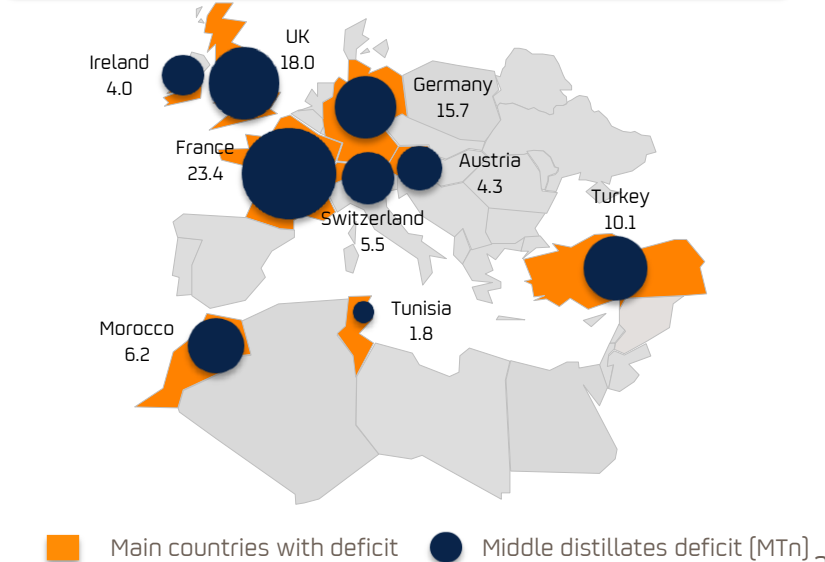 UK
18.0
Ireland
4.0
Germany
15.7
France
23.4
Austria
4.3
Switzerland
5.5
Turkey
10.1
Tunisia
1.8
Morocco
6.2
Main countries with deficit
Middle distillates deficit (MTn)